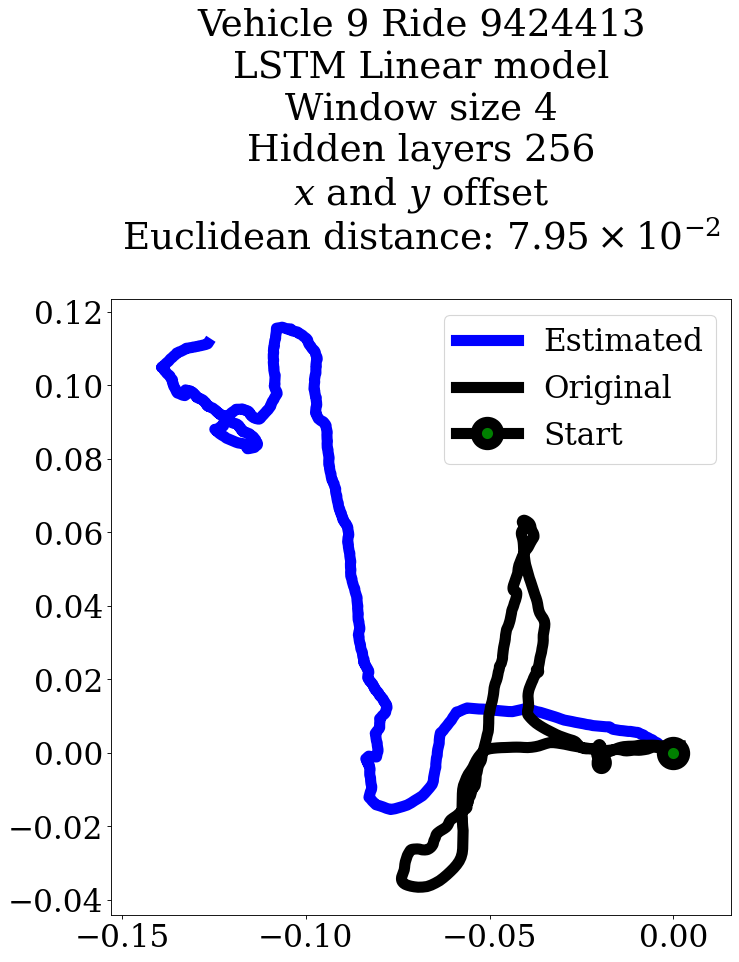 Vehicle 9 Ride 9424413
LSTM Linear model
Window size 4
Hidden layers 256
x and y offset
Euclidean distance: 7.95 × 10⁻²
0.12
0.10
0.08
0.06
0.04
0.02
0.00
−0.02
−0.04
Estimated
Original
Start
−0.15 −0.10 −0.05 0.00